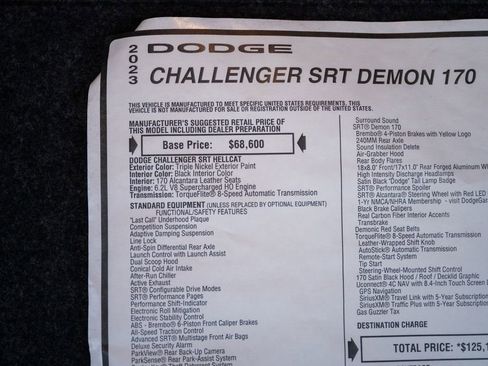 2023
DODGE
CHALLENGER SRT DEMON 170
THIS VEHICLE IS MANUFACTURED TO MEET SPECIFIC UNITED STATES REQUIREMENTS. THIS
VEHICLE IS NOT MANUFACTURED FOR SALE OR REGISTRATION OUTSIDE OF THE UNITED STATES.
MANUFACTURER'S SUGGESTED RETAIL PRICE OF
THIS MODEL INCLUDING DEALER PREPARATION
Base Price: $68,600
DODGE CHALLENGER SRT HELLCAT
Exterior Color: Triple Nickel Exterior Paint
Interior Color: Black Interior Color
Interior: 170 Alcantara Leather Seats
Engine: 6.2L V8 Supercharged HO Engine
Transmission: TorqueFlite® 8-Speed Automatic Transmission
STANDARD EQUIPMENT (UNLESS REPLACED BY OPTIONAL EQUIPMENT)
FUNCTIONAL/SAFETY FEATURES
"Last Call" Underhood Plaque
Competition Suspension
Adaptive Damping Suspension
Line Lock
Anti-Spin Differential Rear Axle
Launch Control with Launch Assist
Dual Scoop Hood
Conical Cold Air Intake
After-Run Chiller
Active Exhaust
SRT® Configurable Drive Modes
SRT® Performance Pages
Performance Shift-Indicator
Electronic Roll Mitigation
Electronic Stability Control
ABS - Brembo® 6-Piston Front Caliper Brakes
All-Speed Traction Control
Advanced SRT® Multistage Front Air Bags
Deluxe Security Alarm
ParkView® Rear Back-Up Camera
ParkSense® Rear Park-Assist System
Surround Sound
SRT® Demon 170
Brembo® 4-Piston Brakes with Yellow Logo
240MM Rear Axle
Sound Insulation Delete
Air-Grabber Hood
Rear Body Flares
18x8.0" Front/17x11.0" Rear Forged Aluminum W
High Intensity Discharge Headlamps
Satin Black "Dodge" Tail Lamp Badge
SRT® Performance Spoiler
SRT® Alcantara® Steering Wheel with Red LED
1-Yr NMCA/NHRA Membership - visit DodgeGa
Black Brake Calipers
Real Carbon Fiber Interior Accents
Transbrake
Demonic Red Seat Belts
TorqueFlite® 8-Speed Automatic Transmission
Leather-Wrapped Shift Knob
AutoStick® Automatic Transmission
Remote-Start System
Tip Start
Steering-Wheel-Mounted Shift Control
170 Satin Black Hood / Roof / Decklid Graphic
Uconnect® 4C NAV with 8.4-Inch Touch Screen
GPS Navigation
SiriusXM® Travel Link with 5-Year Subscription
SiriusXM® Traffic Plus with 5-Year Subscription
Gas Guzzler Tax
DESTINATION CHARGE
TOTAL PRICE: *$125,1